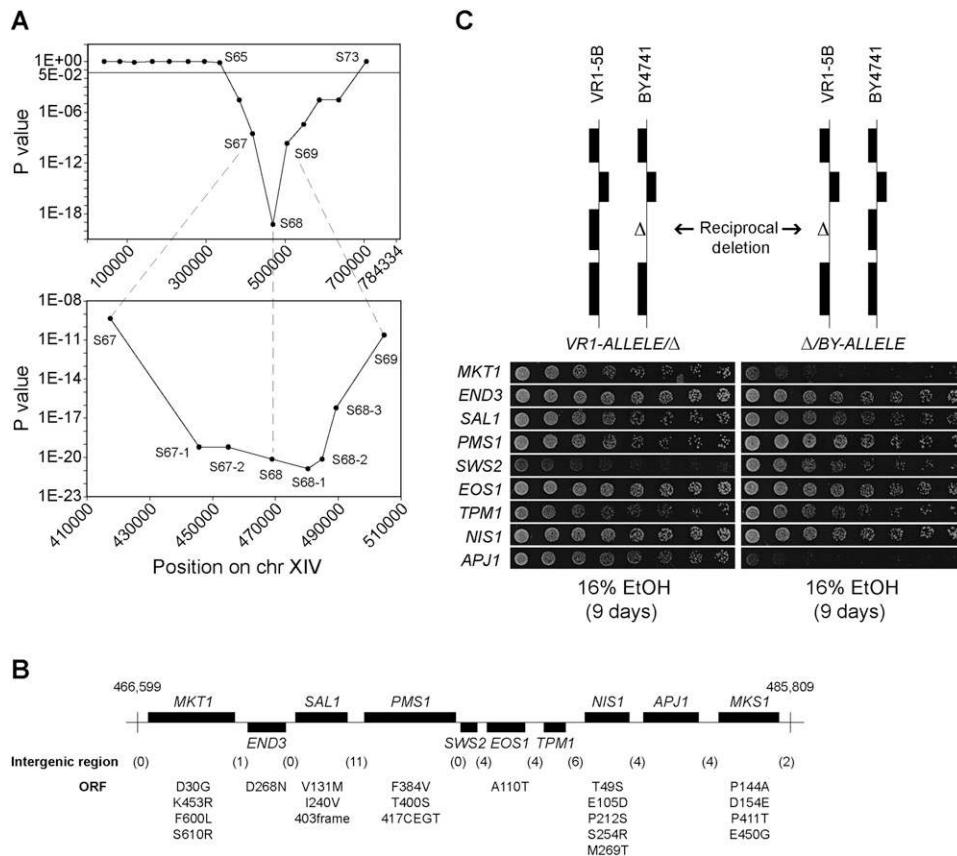 A
P value
1E+00
5E-02
1E-06
1E-12
1E-18
S65
S73
S67
S69
S68
100000
300000
500000
700000
784334
P value
1E-08
1E-11
1E-14
1E-17
1E-20
1E-23
S67
S69
S68-3
S67-1
S67-2
S68
S68-2
S68-1
410000
430000
450000
470000
490000
510000
Position on chr XIV
C
VR1-5B
BY4741
VR1-5B
BY4741
Δ
← Reciprocal →
deletion
Δ
VR1-ALLELE/Δ
Δ/BY-ALLELE
MKT1
END3
SAL1
PMS1
SWS2
EOS1
TPM1
NIS1
APJ1
16% EtOH
(9 days)
16% EtOH
(9 days)
B
466,599
485,809
MKT1 SAL1 PMS1 NIS1 APJ1 MKS1
END3 SWS2 EOS1 TPM1
Intergenic region (0) (1) (0) (11) (0) (4) (4) (6) (4) (4) (2)
ORF D30G D268N V131M F384V A110T T49S P144A
K453R I240V T400S E105D D154E
F600L 403frame 417CEGT P212S P411T
S610R S254R E450G
M269T